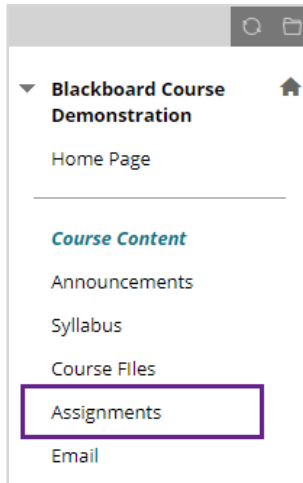 Blackboard Course
Demonstration
Home Page
Course Content
Announcements
Syllabus
Course FIles
Assignments
Email